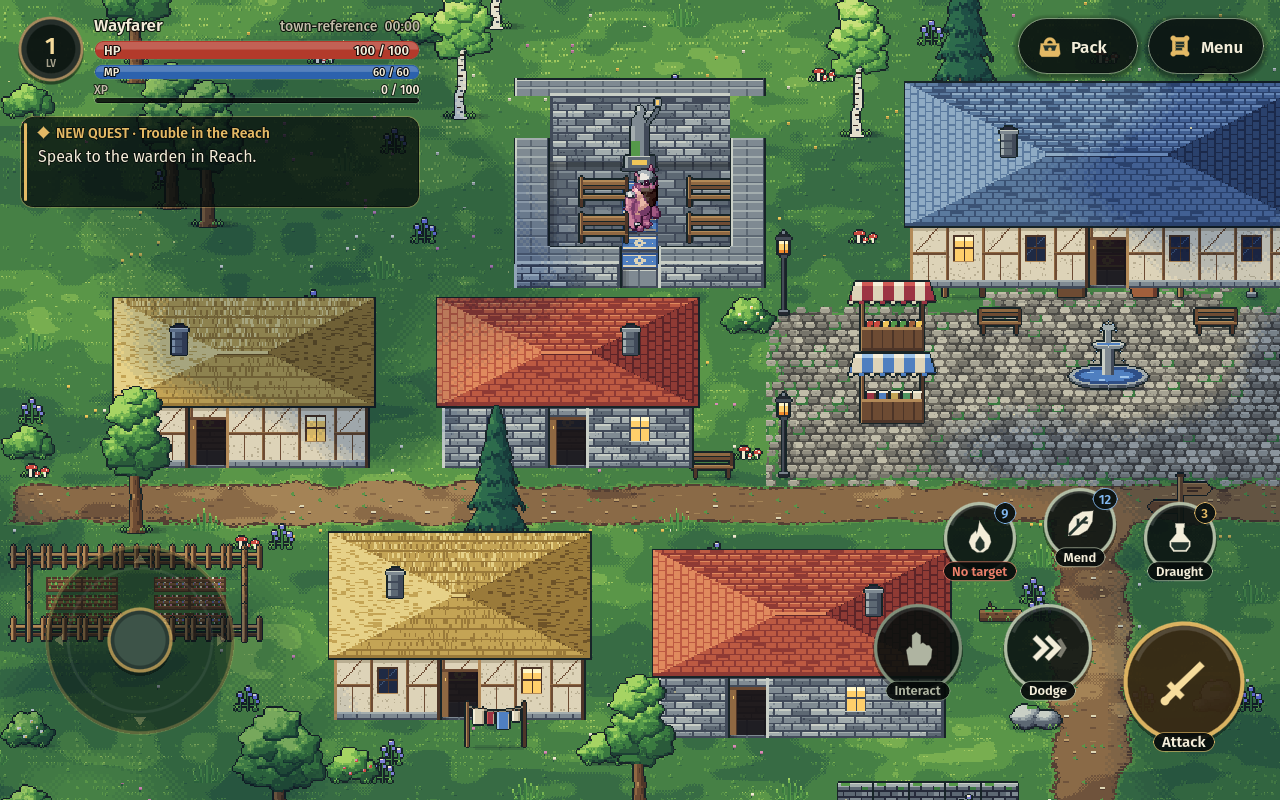 Wayfarer
town-reference 00:00
1
LV
HP
100 / 100
MP
60 / 60
XP
0 / 100
NEW QUEST · Trouble in the Reach
Speak to the warden in Reach.
Pack
Menu
9
No target
12
Mend
3
Draught
Interact
Dodge
Attack